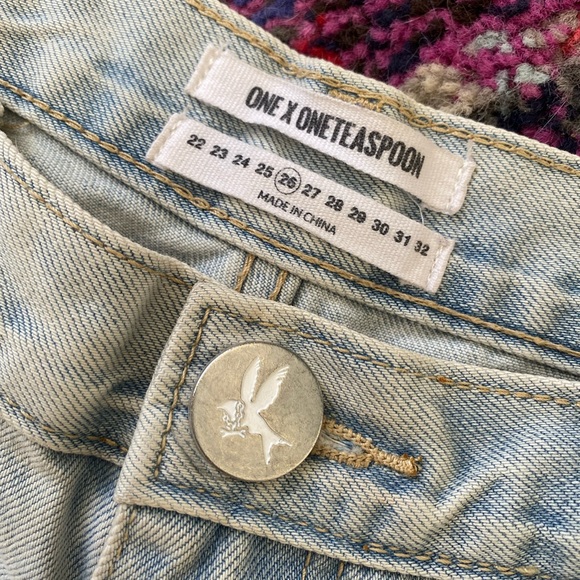 ONE X ONETEASPOON
22 23 24 25 26 27 28 29 30 31 32
MADE IN CHINA